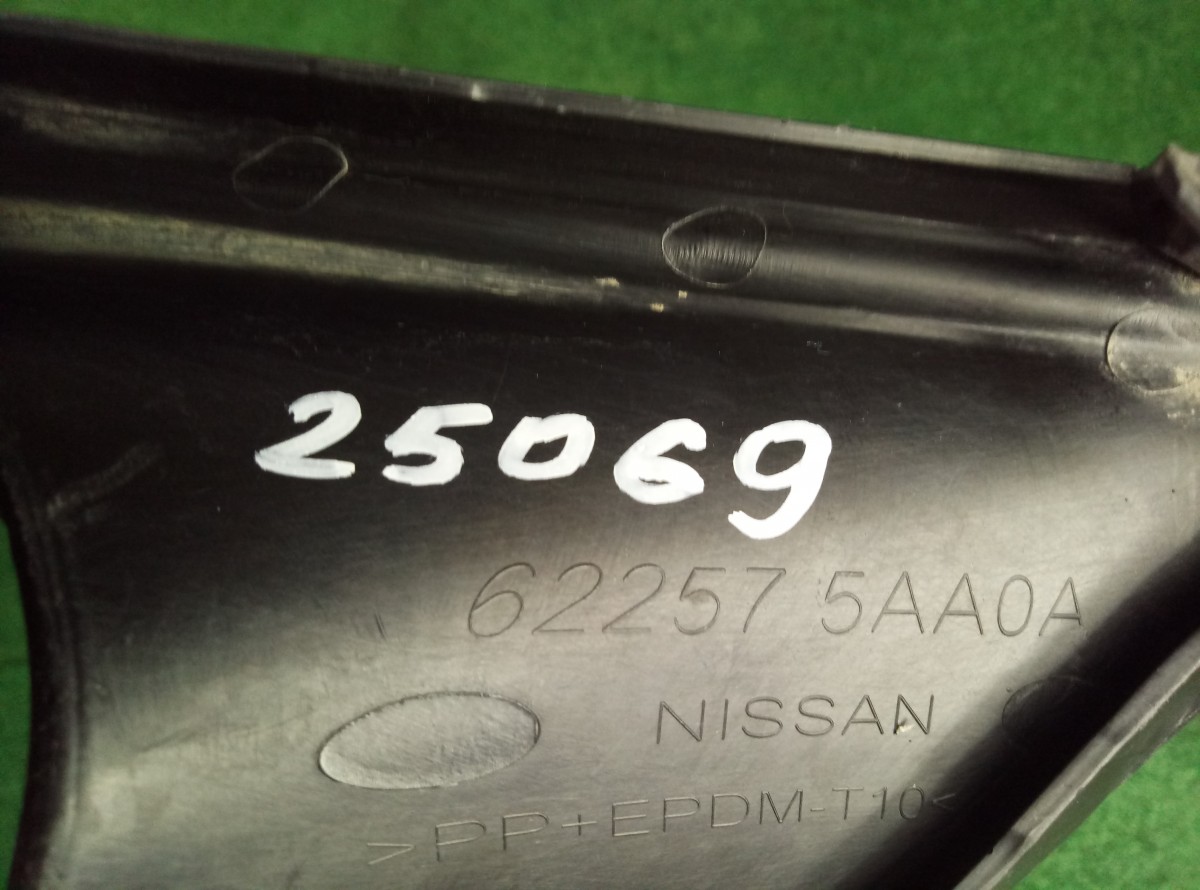 25069
62257 5AA0A
NISSAN
>PP+EPDM-T10<